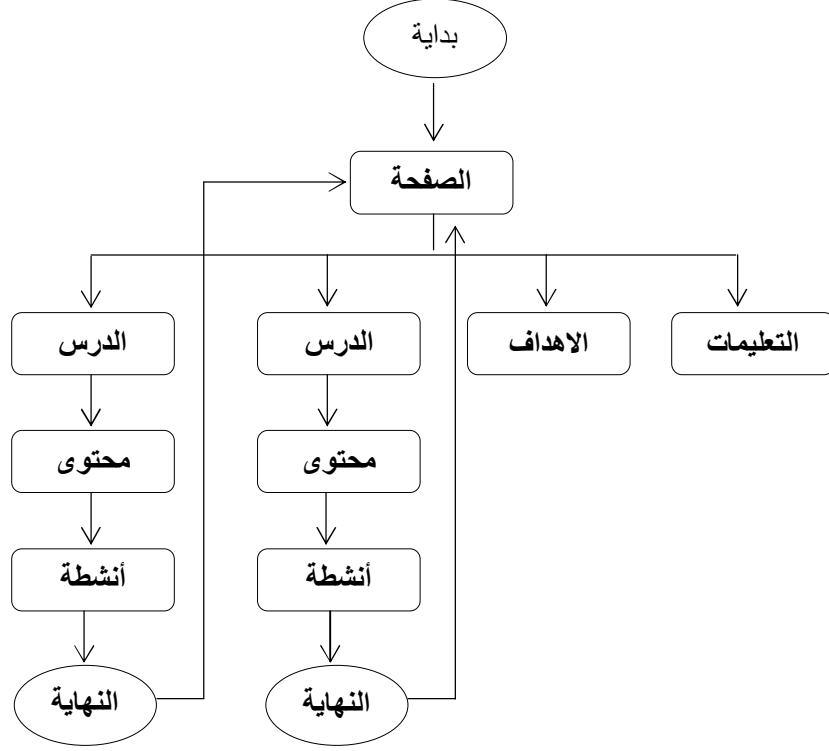 بداية
الصفحة
التعليمات
الاهداف
الدرس
الدرس
محتوى
محتوى
أنشطة
أنشطة
النهاية
النهاية